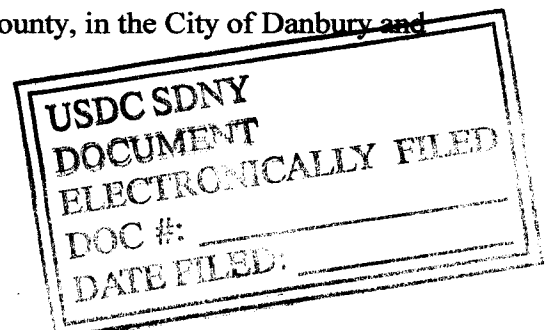 ounty, in the City of Danbury and
USDC SDNY
DOCUMENT
ELECTRONICALLY FILED
DOC #:
DATE FILED: